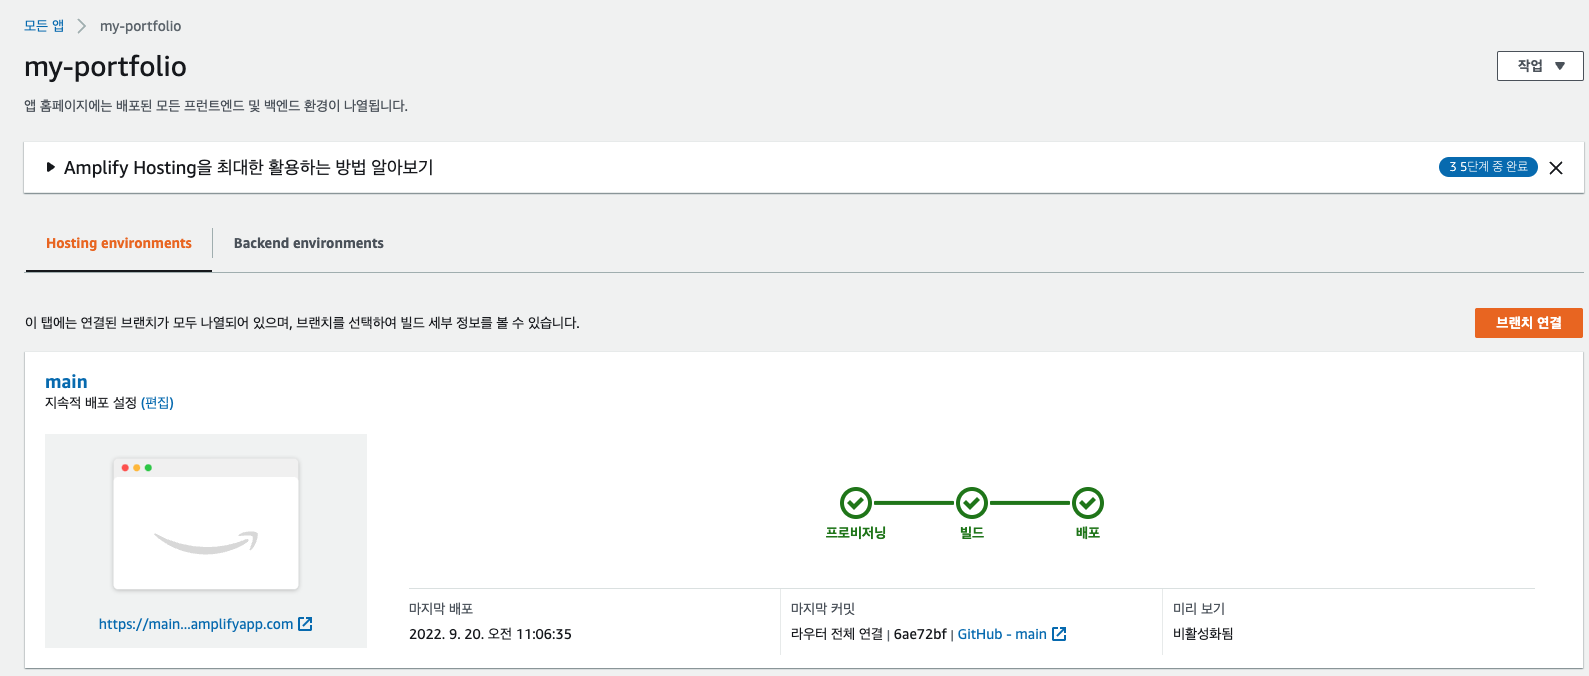 모든 앱 my-portfolio
my-portfolio
작업
앱 홈페이지에는 배포된 모든 프런트엔드 및 백엔드 환경이 나열됩니다.
Amplify Hosting을 최대한 활용하는 방법 알아보기
3 5단계 중 완료
Hosting environments
Backend environments
이 탭에는 연결된 브랜치가 모두 나열되어 있으며, 브랜치를 선택하여 빌드 세부 정보를 볼 수 있습니다.
브랜치 연결
main
지속적 배포 설정 (편집)
https://main...amplifyapp.com
프로비저닝
빌드
배포
마지막 배포
2022. 9. 20. 오전 11:06:35
마지막 커밋
라우터 전체 연결 | 6ae72bf | GitHub - main
미리 보기
비활성화됨